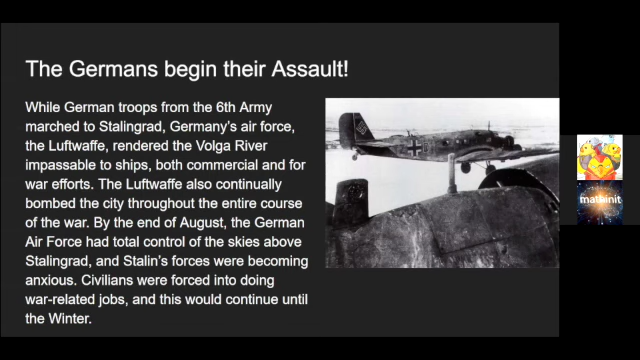 The Germans begin their Assault!
While German troops from the 6th Army
marched to Stalingrad, Germany's air force,
the Luftwaffe, rendered the Volga River
impassable to ships, both commercial and for
war efforts. The Luftwaffe also continually
bombed the city throughout the entire course
of the war. By the end of August, the German
Air Force had total control of the skies above
Stalingrad, and Stalin's forces were becoming
anxious. Civilians were forced into doing
war-related jobs, and this would continue until
the Winter.